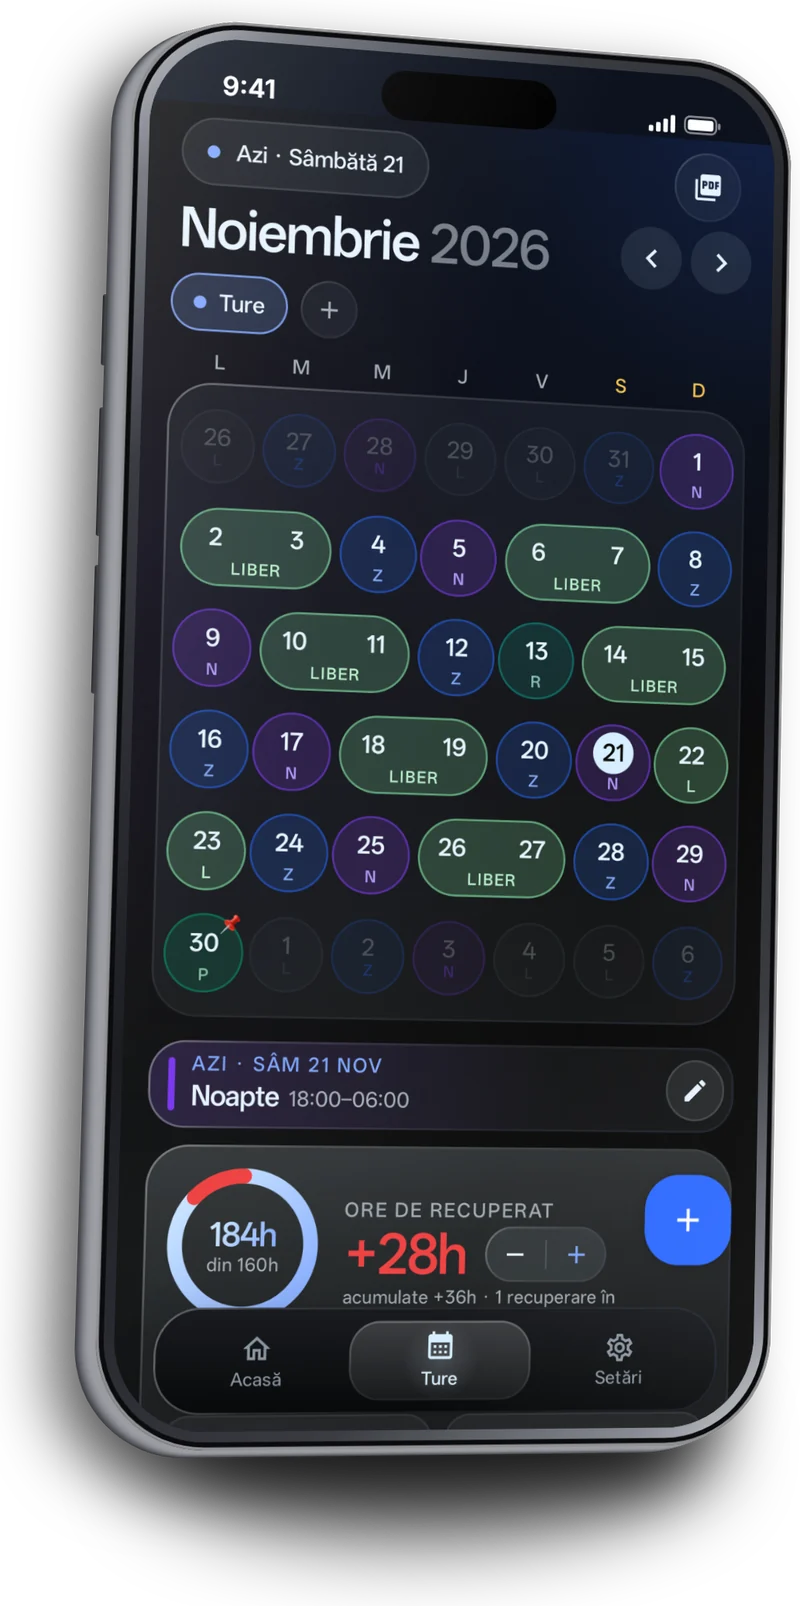 9:41
Azi · Sâmbătă 21
PDF
Noiembrie 2026
Ture
L M M J V S D
26 27 28 29 30 31 1
L Z N L L Z N
2 3 4 5 6 7 8
LIBER Z N LIBER Z
9 10 11 12 13 14 15
N LIBER Z R LIBER
16 17 18 19 20 21 22
Z N LIBER Z N L
23 24 25 26 27 28 29
L Z N LIBER Z N
30 1 2 3 4 5 6
P L Z N L L Z
AZI · SÂM 21 NOV
Noapte 18:00–06:00
184h
din 160h
ORE DE RECUPERAT
+28h − +
acumulate +36h · 1 recuperare în
Acasă Ture Setări